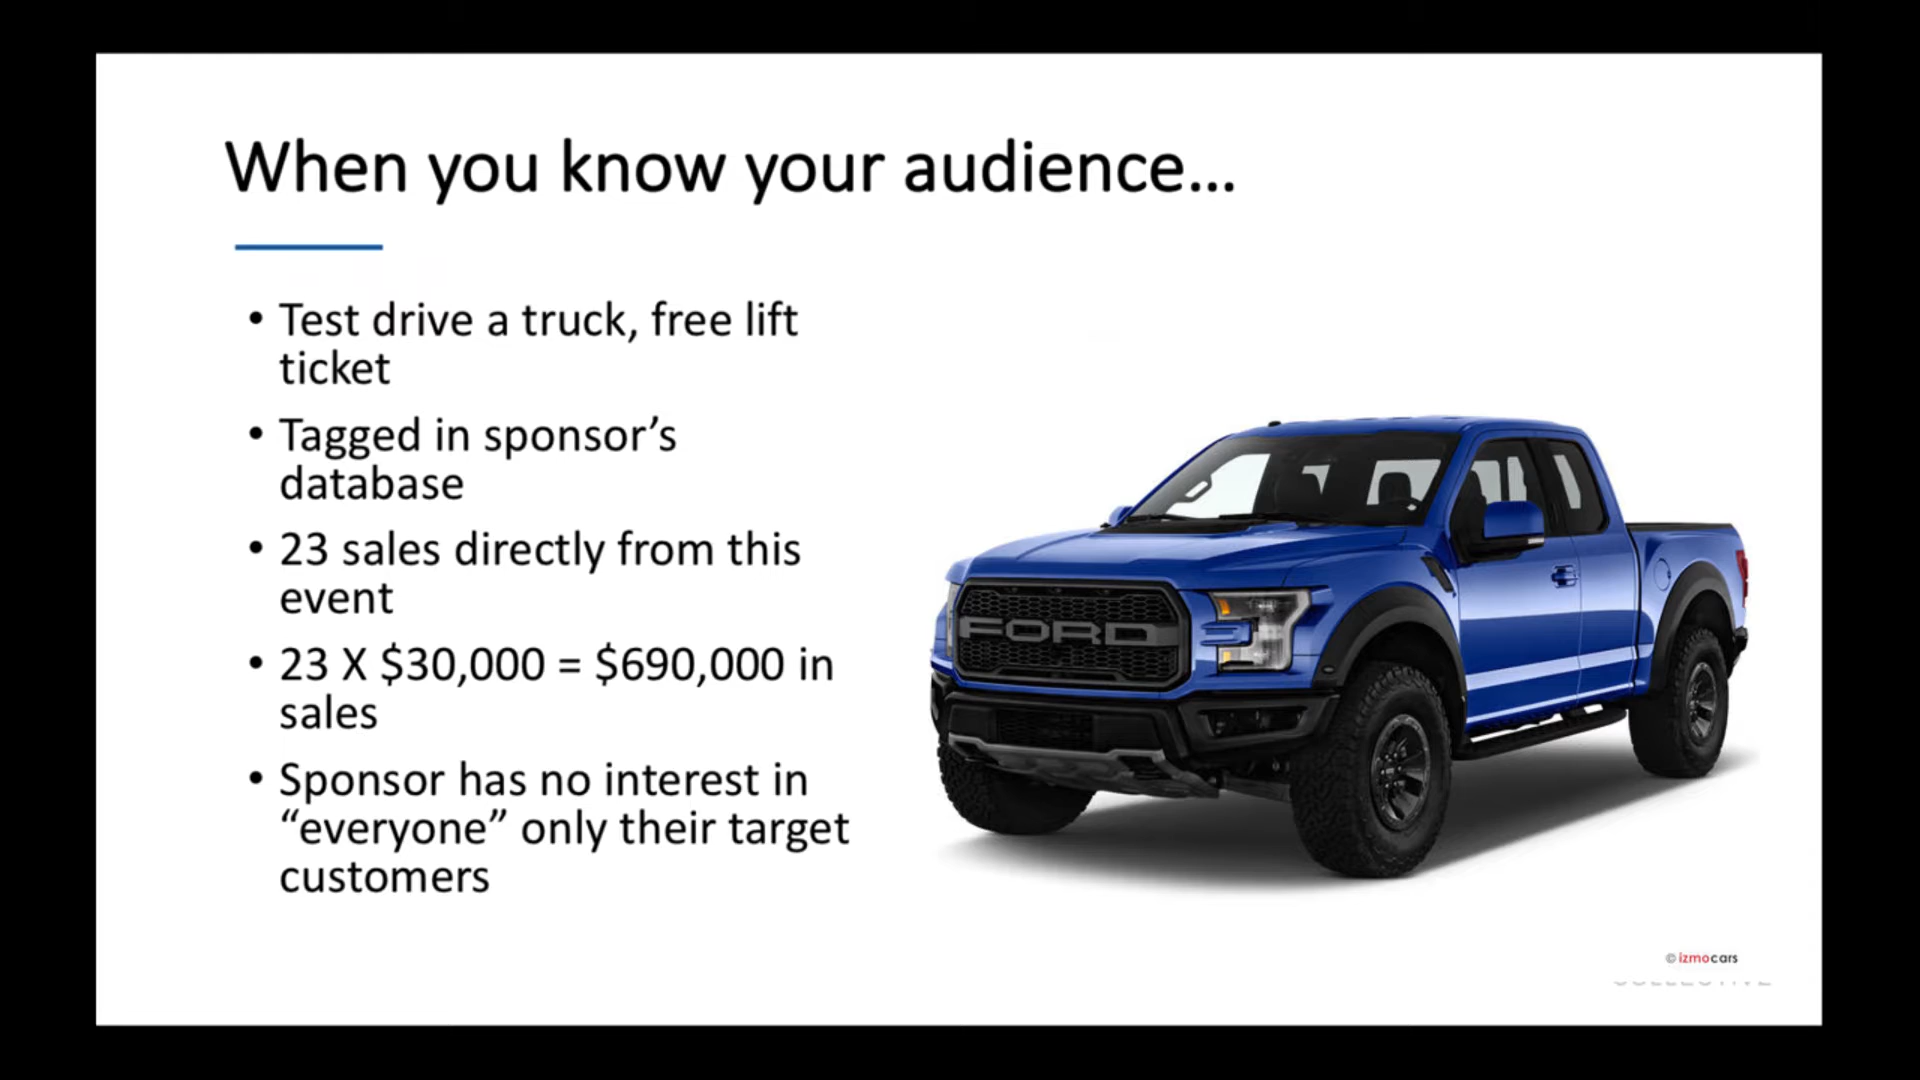 When you know your audience...
• Test drive a truck, free lift
ticket
• Tagged in sponsor’s
database
• 23 sales directly from this
event
• 23 X $30,000 = $690,000 in
sales
• Sponsor has no interest in
“everyone” only their target
customers
FORD
© izmocars